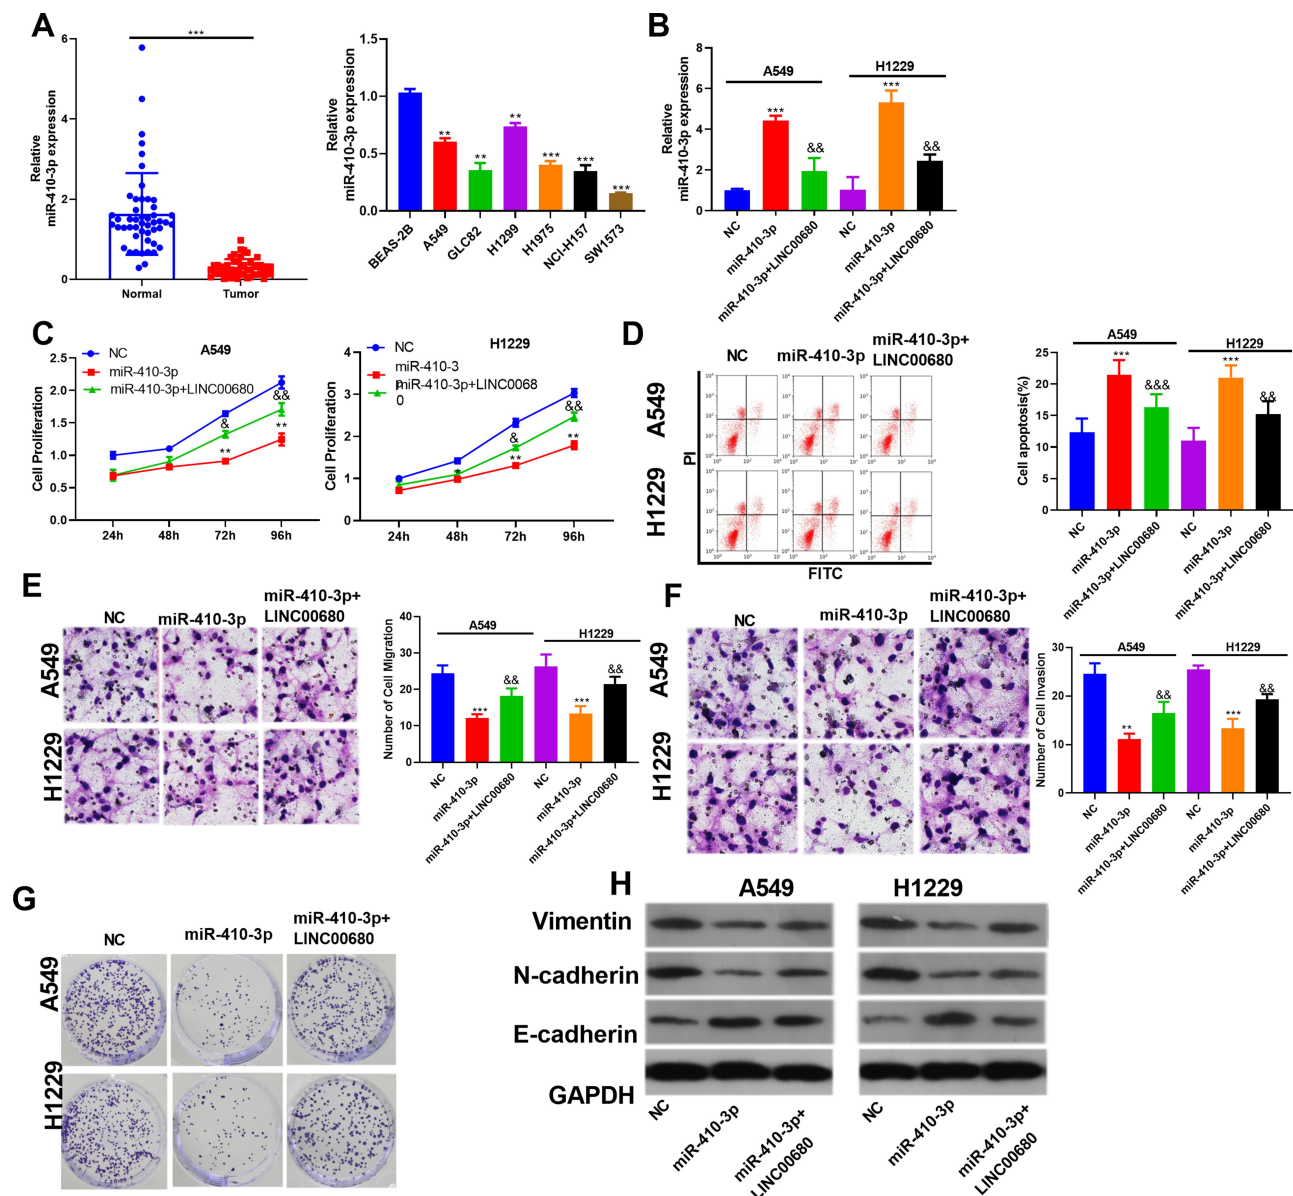 A
***
Relative
miR-410-3p expression
6
4
2
0
Normal
Tumor
Relative
miR-410-3p expression
1.0
0.5
0.0
**
**
**
***
***
***
BEAS-2B
A549
GLC82
H1299
H1975
NCI-H157
SW1573
B
Relative
miR-410-3p expression
8
6
4
2
0
A549
H1229
***
&&
***
&&
NC
miR-410-3p
miR-410-3p+LINC00680
NC
miR-410-3p
miR-410-3p+LINC00680
C
A549
NC
miR-410-3p
miR-410-3p+LINC00680
Cell Proliferation
2.5
2.0
1.5
1.0
0.5
0.0
&
**
&&
**
24h
48h
72h
96h
H1229
NC
miR-410-3
p
miR-410-3p+LINC0068
0
Cell Proliferation
4
3
2
1
0
*
&
**
&&
**
24h
48h
72h
96h
D
NC
miR-410-3p
miR-410-3p+
LINC00680
A549
H1229
PI
FITC
Cell apoptosis(%)
25
20
15
10
5
0
A549
H1229
***
&&&
***
&&
NC
miR-410-3p
miR-410-3p+LINC00680
NC
miR-410-3p
miR-410-3p+LINC00680
E
NC
miR-410-3p
miR-410-3p+
LINC00680
A549
H1229
Number of Cell Migration
40
30
20
10
0
A549
H1229
***
&&
***
&&
NC
miR-410-3p
miR-410-3p+LINC00680
NC
miR-410-3p
miR-410-3p+LINC00680
F
NC
miR-410-3p
miR-410-3p+
LINC00680
A549
H1229
Number of Cell Invasion
30
20
10
0
A549
H1229
**
&&
***
&&
NC
miR-410-3p
miR-410-3p+LINC00680
NC
miR-410-3p
miR-410-3p+LINC00680
G
NC
miR-410-3p
miR-410-3p+
LINC00680
A549
H1229
H
A549
H1229
Vimentin
N-cadherin
E-cadherin
GAPDH
NC
miR-410-3p
miR-410-3p+
LINC00680
NC
miR-410-3p
miR-410-3p+
LINC00680